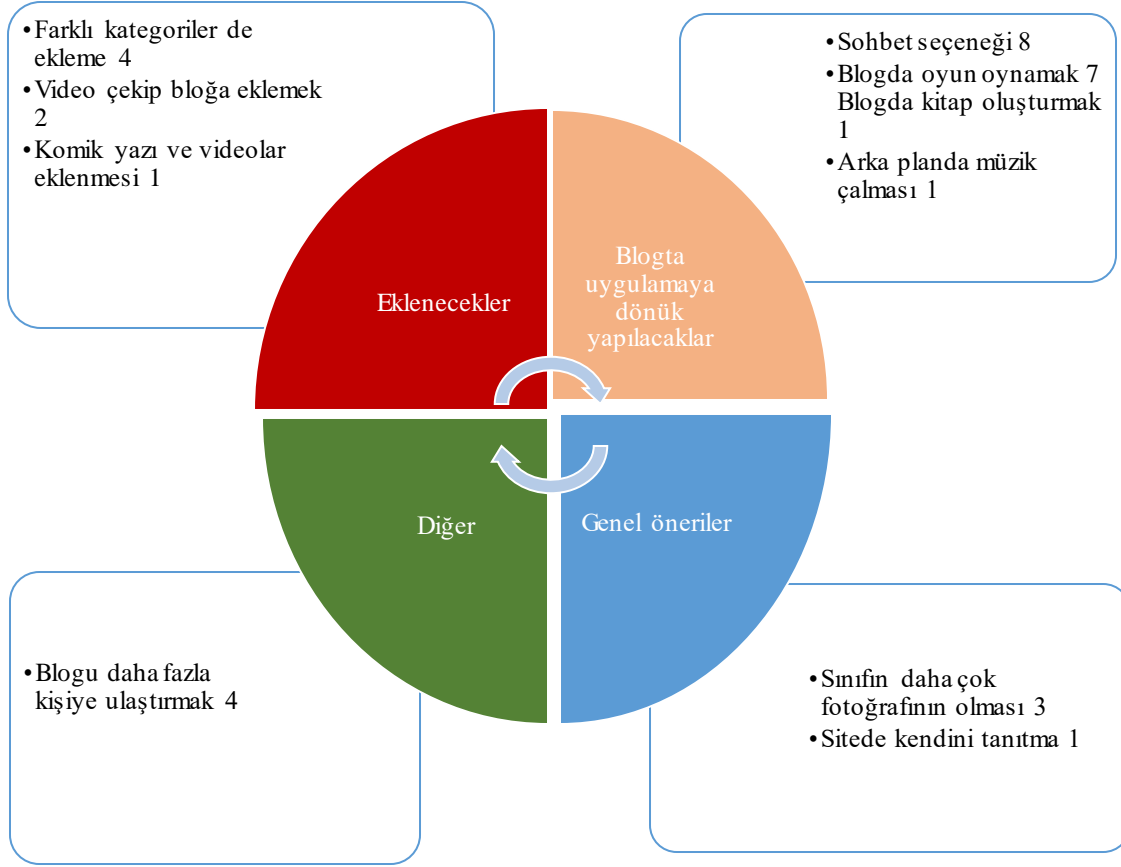 •Farklı kategoriler de
ekleme 4
•Video çekip bloğa eklemek
2
•Komik yazı ve videolar
eklenmesi 1
•Sohbet seçeneği 8
•Blogda oyun oynamak 7
Blogda kitap oluşturmak
1
•Arka planda müzik
çalması 1
Eklenecekler
Blogta
uygulamaya
dönük
yapılacaklar
Diğer
Genel öneriler
•Blogu daha fazla
kişiye ulaştırmak 4
•Sınıfın daha çok
fotoğrafının olması 3
•Sitede kendini tanıtma 1